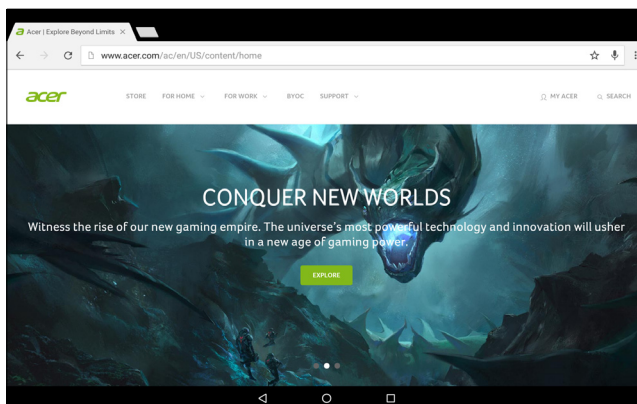 Acer | Explore Beyond Limits
www.acer.com/ac/en/US/content/home
acer STORE FOR HOME FOR WORK BYOC SUPPORT MY ACER SEARCH
CONQUER NEW WORLDS
Witness the rise of our new gaming empire. The universe's most powerful technology and innovation will usher
in a new age of gaming power.
EXPLORE